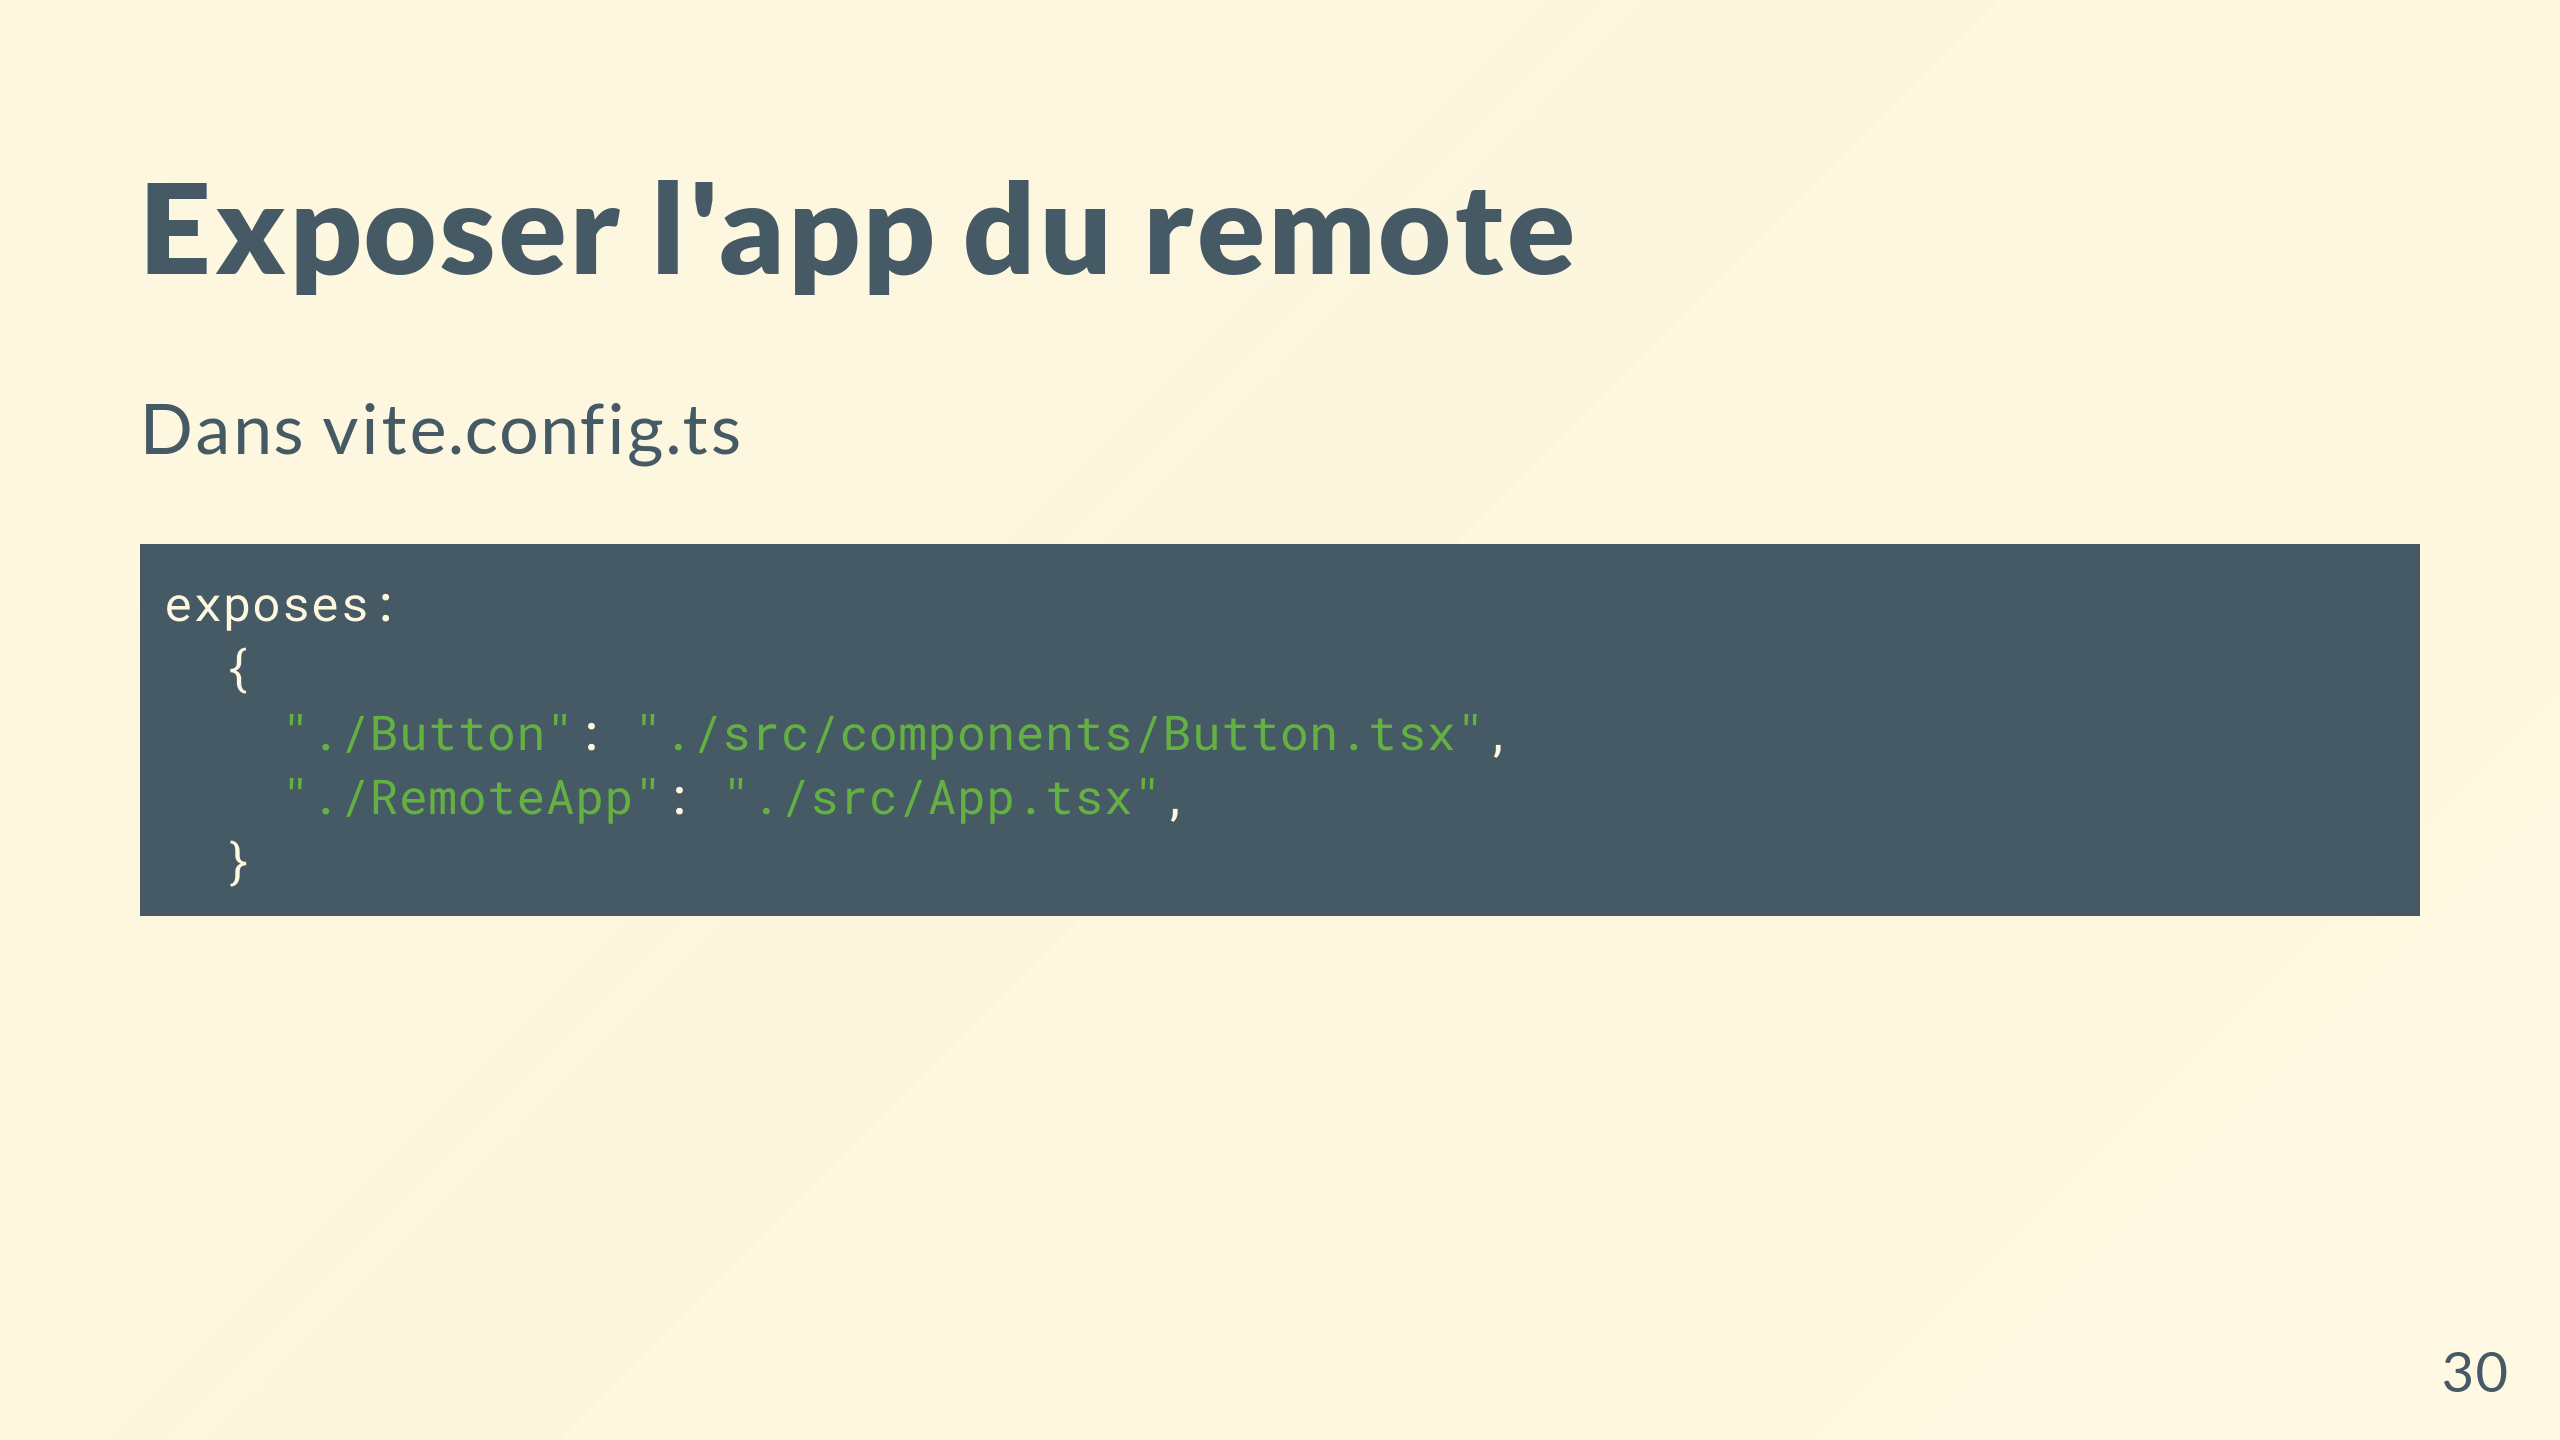 Exposer l'app du remote
Dans vite.config.ts
exposes:
  {
    "./Button": "./src/components/Button.tsx",
    "./RemoteApp": "./src/App.tsx",
  }
30